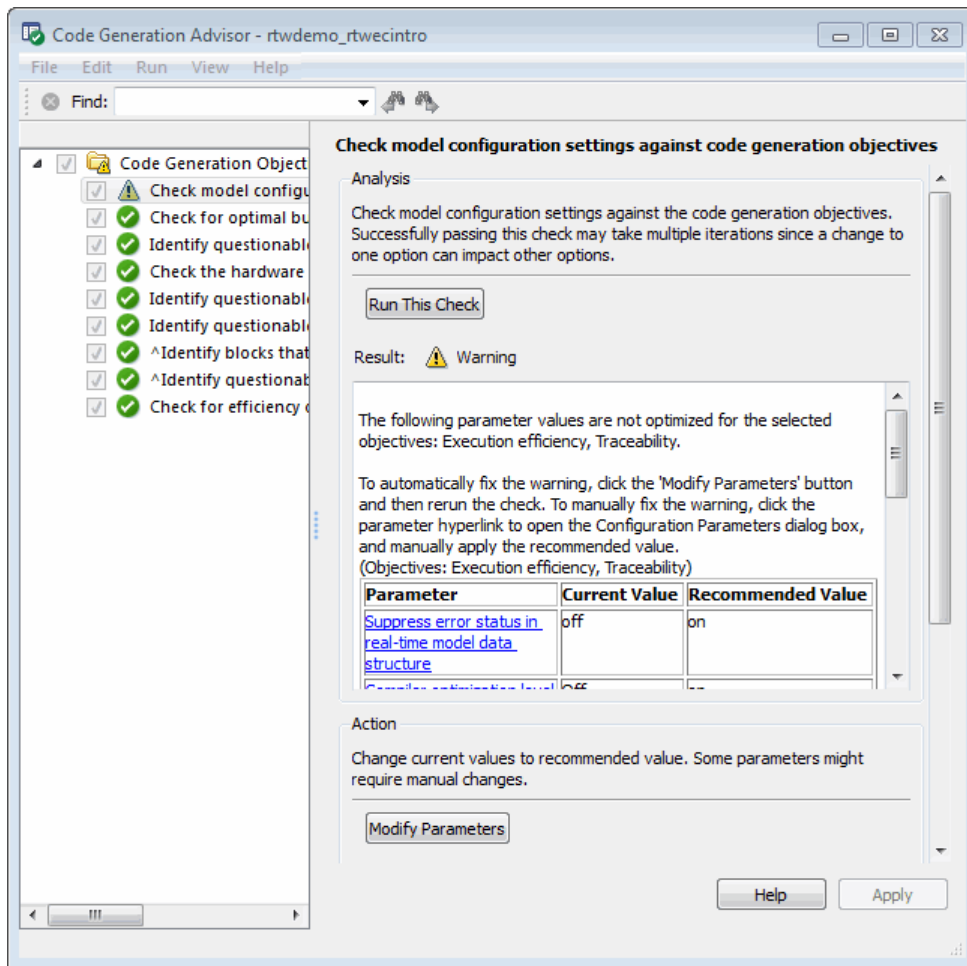 Code Generation Advisor - rtwdemo_rtwecintro
File Edit Run View Help
Find:
Code Generation Object
Check model configu
Check for optimal bu
Identify questionabl
Check the hardware
Identify questionabl
Identify questionabl
^Identify blocks that
^Identify questionab
Check for efficiency
Check model configuration settings against code generation objectives
Analysis
Check model configuration settings against the code generation objectives.
Successfully passing this check may take multiple iterations since a change to
one option can impact other options.
Run This Check
Result: Warning
The following parameter values are not optimized for the selected
objectives: Execution efficiency, Traceability.
To automatically fix the warning, click the 'Modify Parameters' button
and then rerun the check. To manually fix the warning, click the
parameter hyperlink to open the Configuration Parameters dialog box,
and manually apply the recommended value.
(Objectives: Execution efficiency, Traceability)
Parameter Current Value Recommended Value
Suppress error status in off on
real-time model data
structure
Compiler optimization level Off on
Action
Change current values to recommended value. Some parameters might
require manual changes.
Modify Parameters
Help Apply